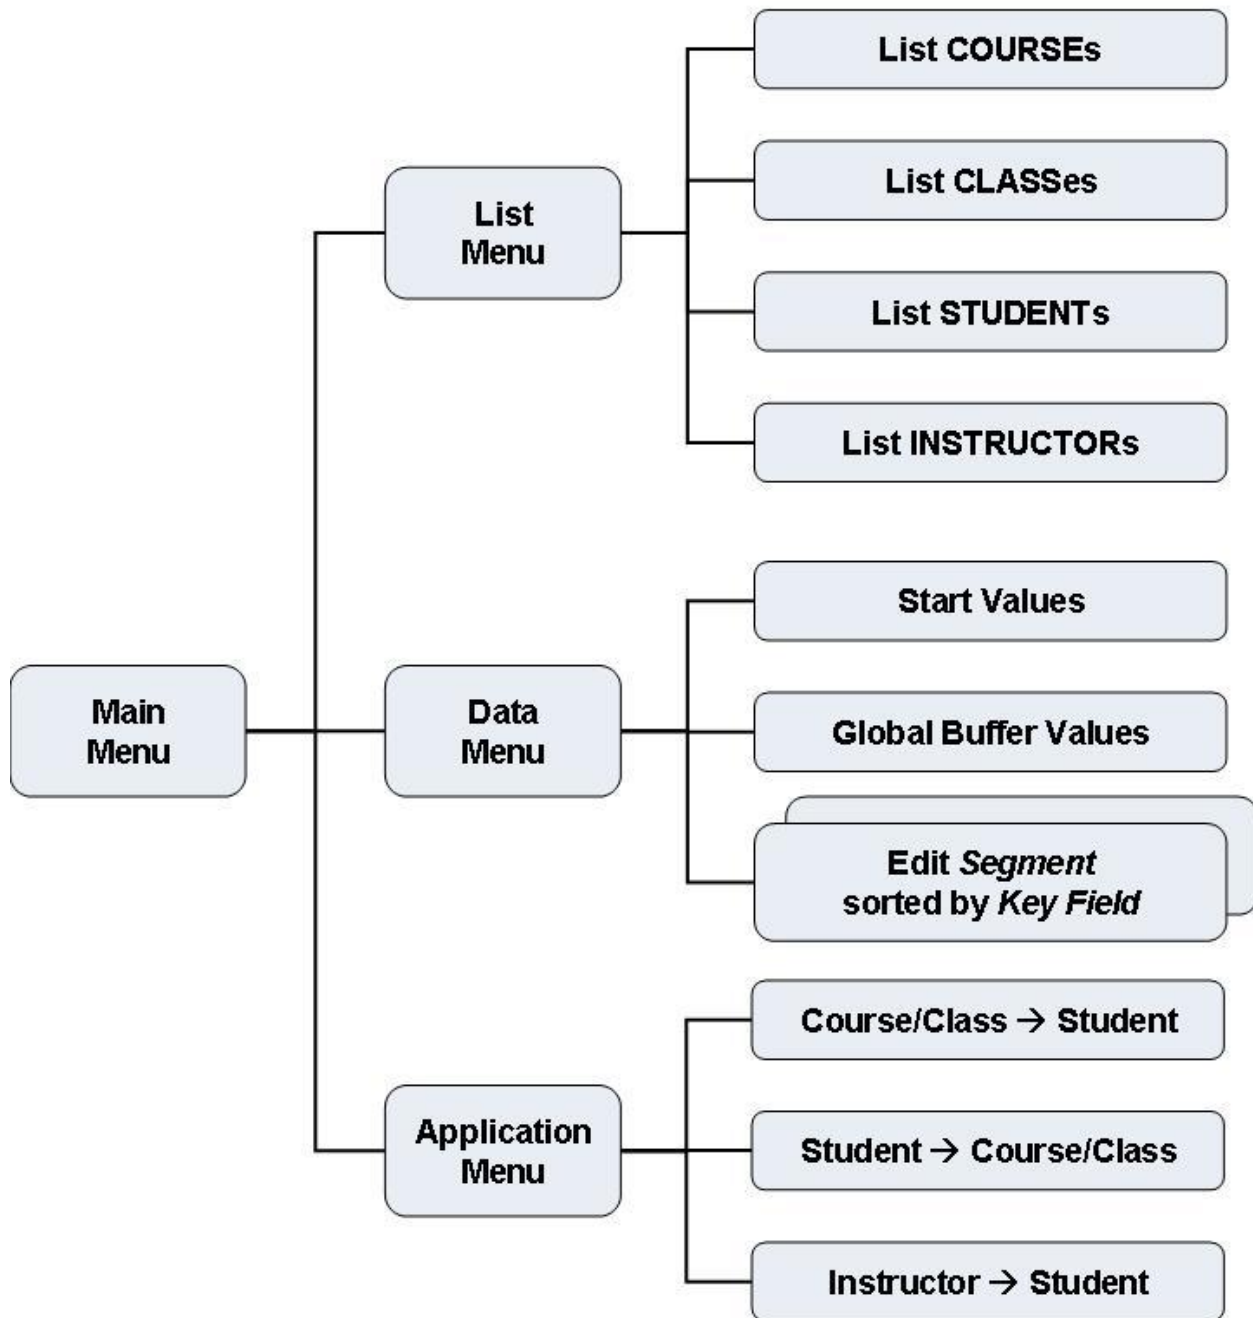 Main
Menu
List
Menu
List COURSEs
List CLASSes
List STUDENTs
List INSTRUCTORs
Data
Menu
Start Values
Global Buffer Values
Edit Segment
sorted by Key Field
Application
Menu
Course/Class → Student
Student → Course/Class
Instructor → Student